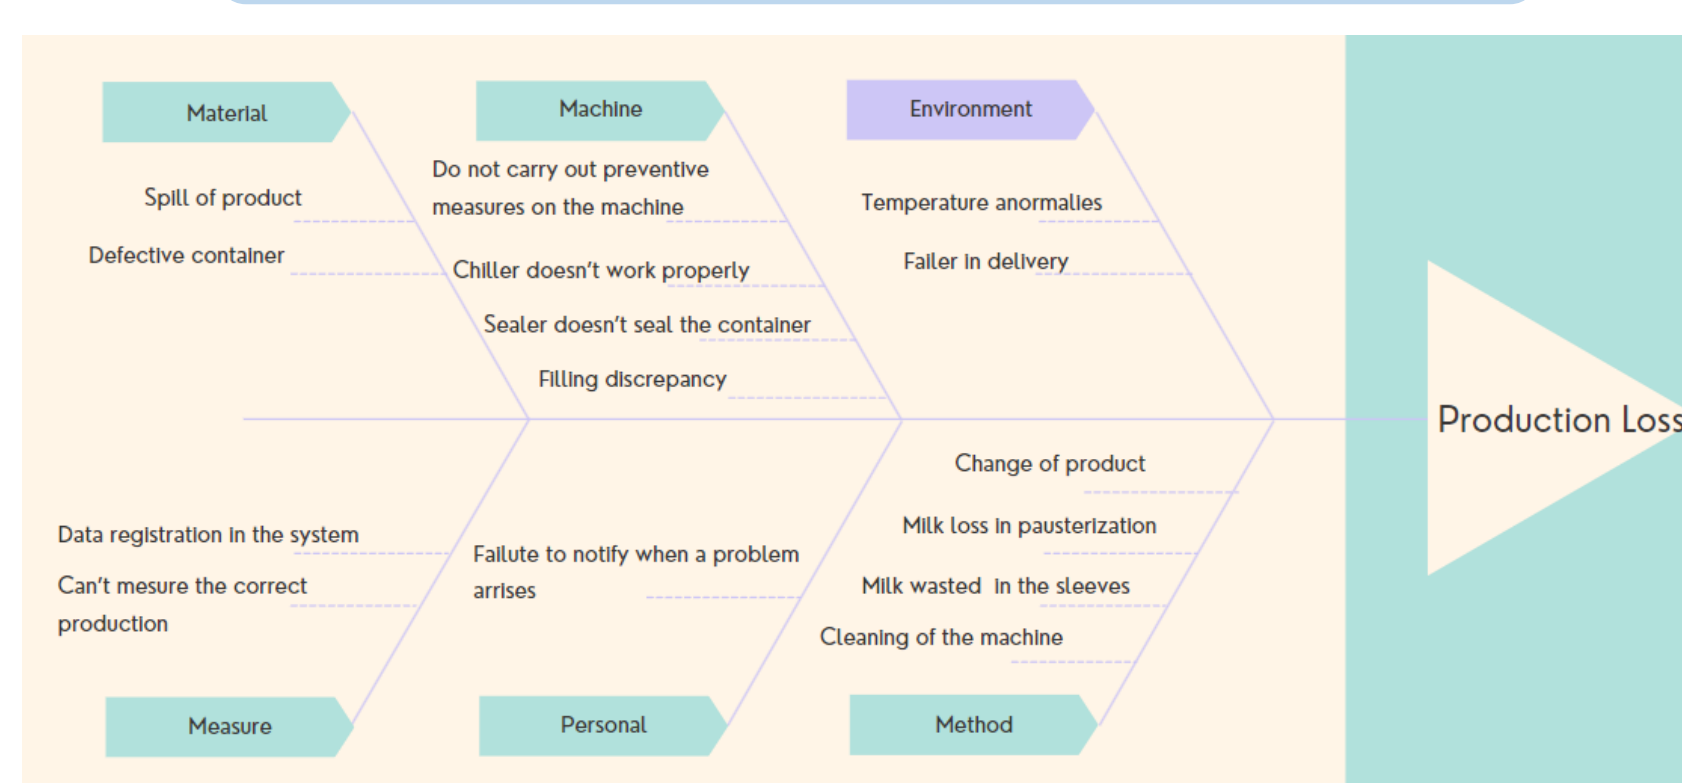 Material
Machine
Environment
Spill of product
Defective container
Do not carry out preventive
measures on the machine
Chiller doesn't work properly
Sealer doesn't seal the container
Filling discrepancy
Temperature anormalies
Failer in delivery
Production Loss
Data registration in the system
Can't mesure the correct
production
Failute to notify when a problem
arrises
Change of product
Milk loss in pausterization
Milk wasted  in the sleeves
Cleaning of the machine
Measure
Personal
Method